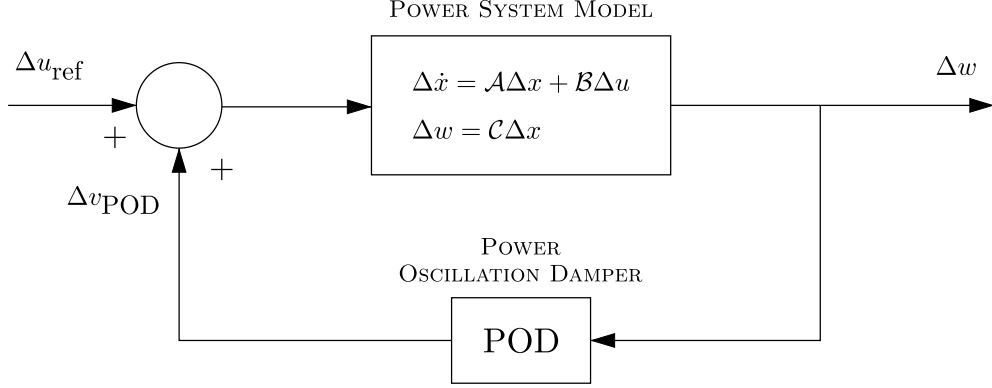 POWER SYSTEM MODEL
Δu_ref
Δẋ = 𝒜Δx + ℬΔu
Δw = 𝒞Δx
Δw
+
+
Δv_POD
POWER
OSCILLATION DAMPER
POD